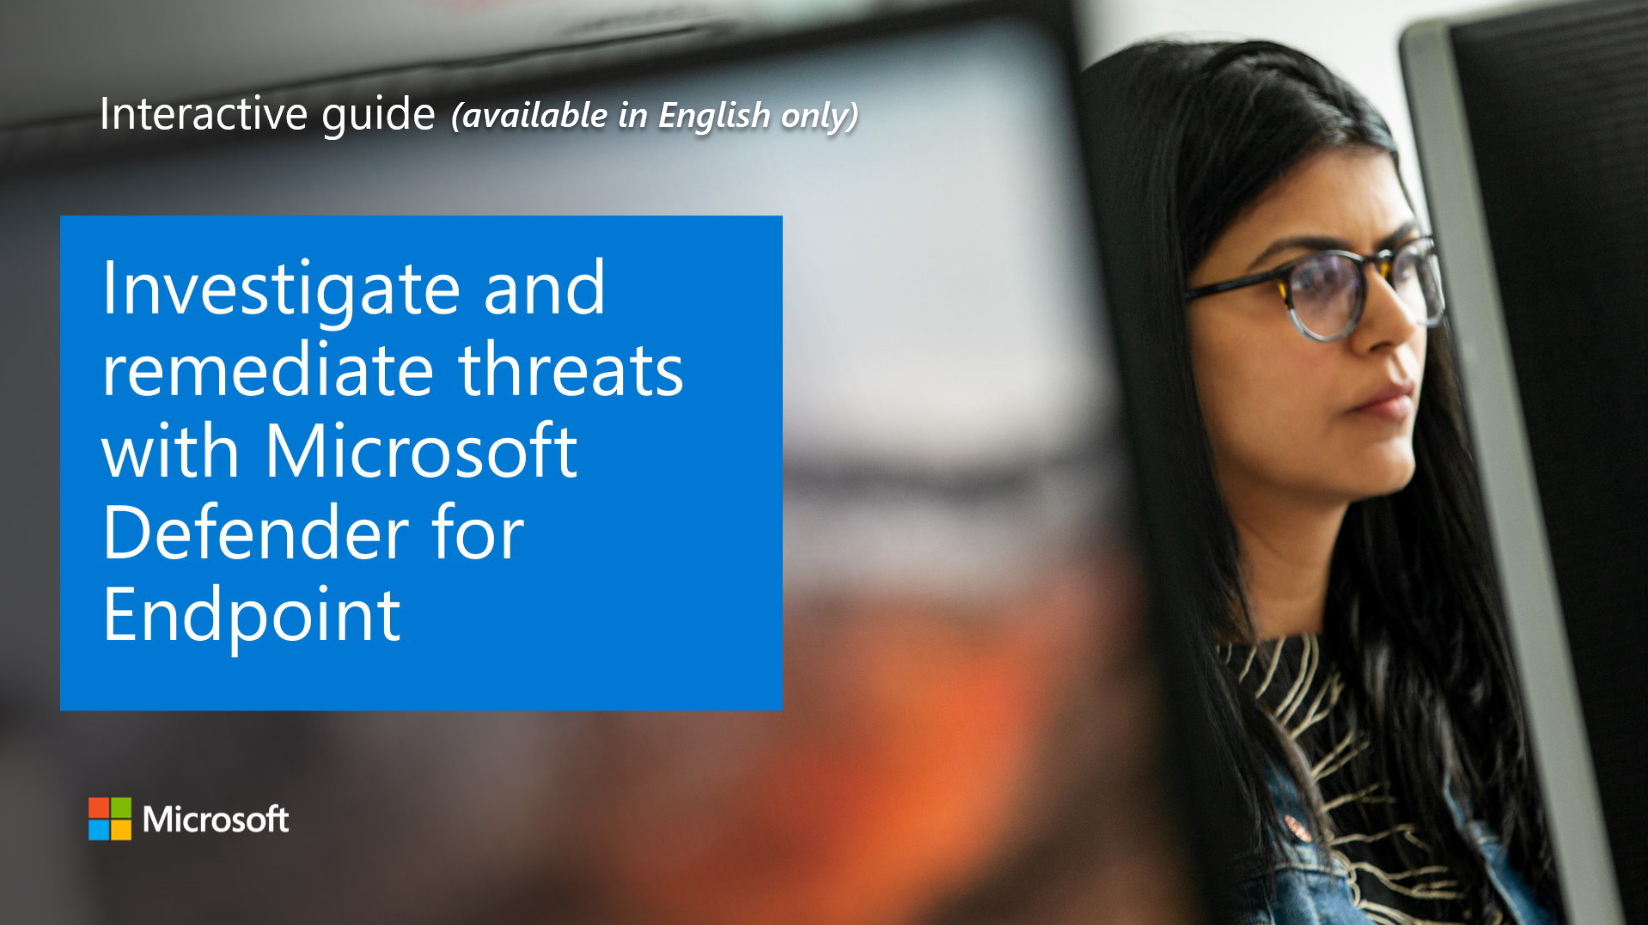 Interactive guide (available in English only)
Investigate and
remediate threats
with Microsoft
Defender for
Endpoint
Microsoft